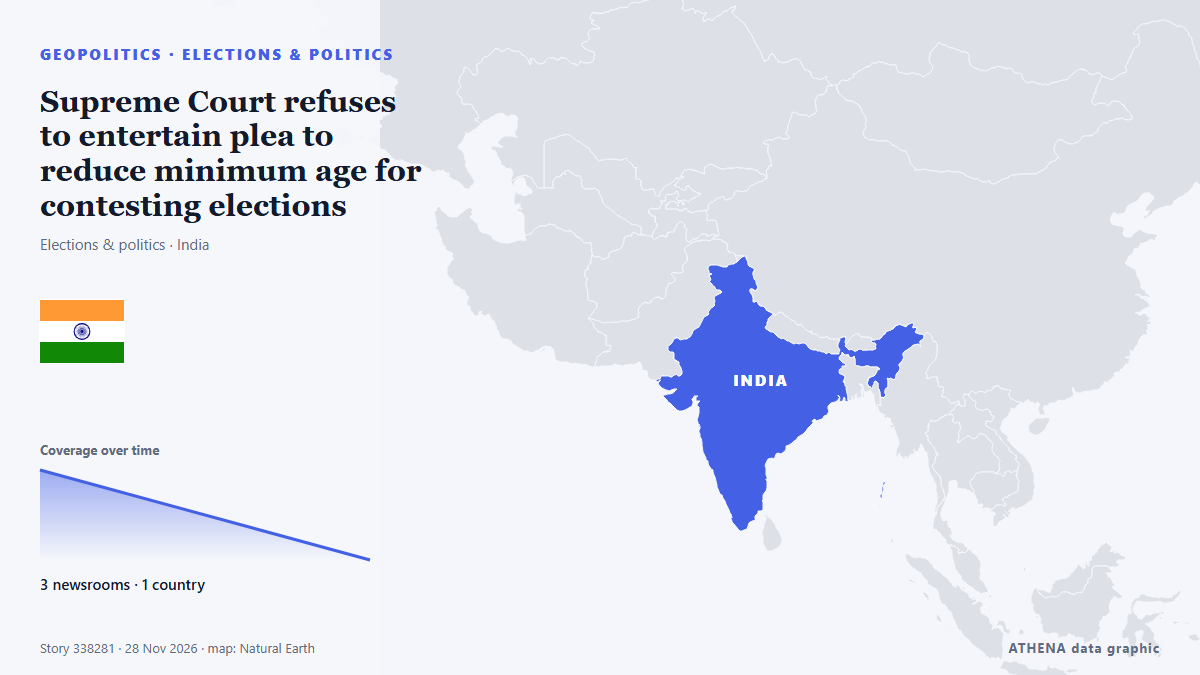 GEOPOLITICS · ELECTIONS & POLITICS
Supreme Court refuses
to entertain plea to
reduce minimum age for
contesting elections
Elections & politics · India
INDIA
Coverage over time
3 newsrooms · 1 country
Story 338281 · 28 Nov 2026 · map: Natural Earth
ATHENA data graphic